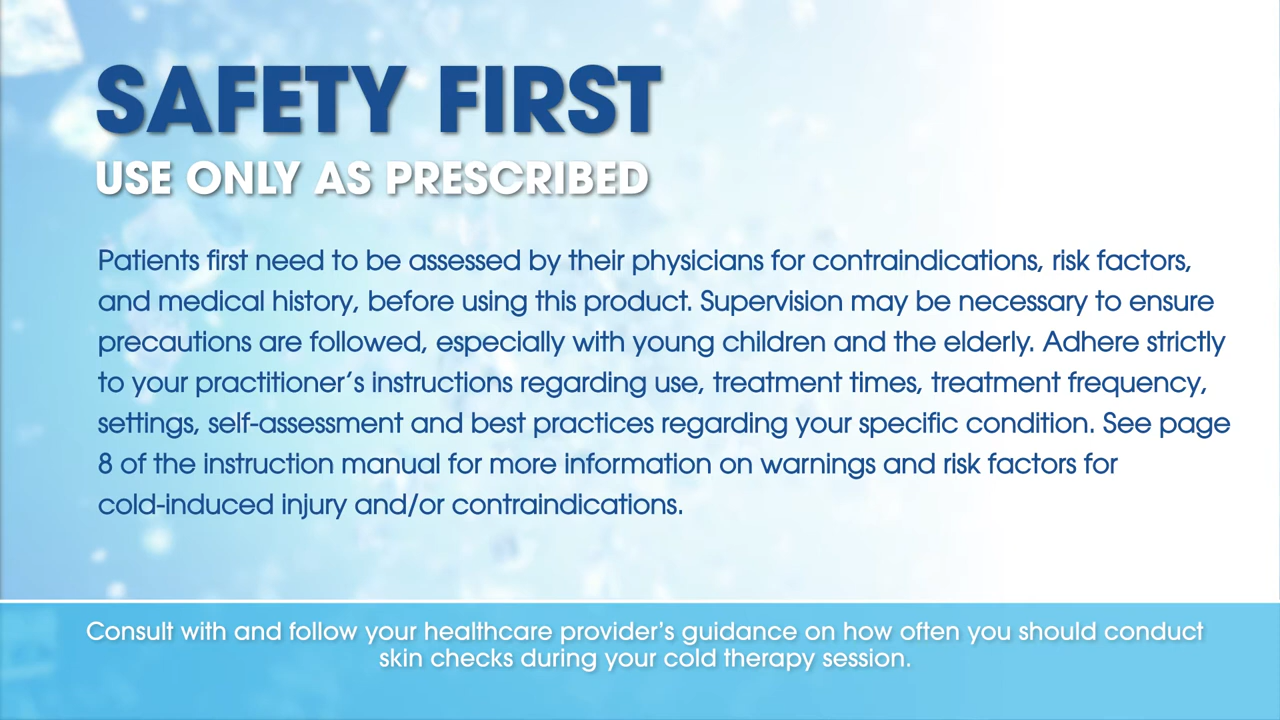 SAFETY FIRST
USE ONLY AS PRESCRIBED
Patients first need to be assessed by their physicians for contraindications, risk factors,
and medical history, before using this product. Supervision may be necessary to ensure
precautions are followed, especially with young children and the elderly. Adhere strictly
to your practitioner’s instructions regarding use, treatment times, treatment frequency,
settings, self-assessment and best practices regarding your specific condition. See page
8 of the instruction manual for more information on warnings and risk factors for
cold-induced injury and/or contraindications.
Consult with and follow your healthcare provider’s guidance on how often you should conduct
skin checks during your cold therapy session.